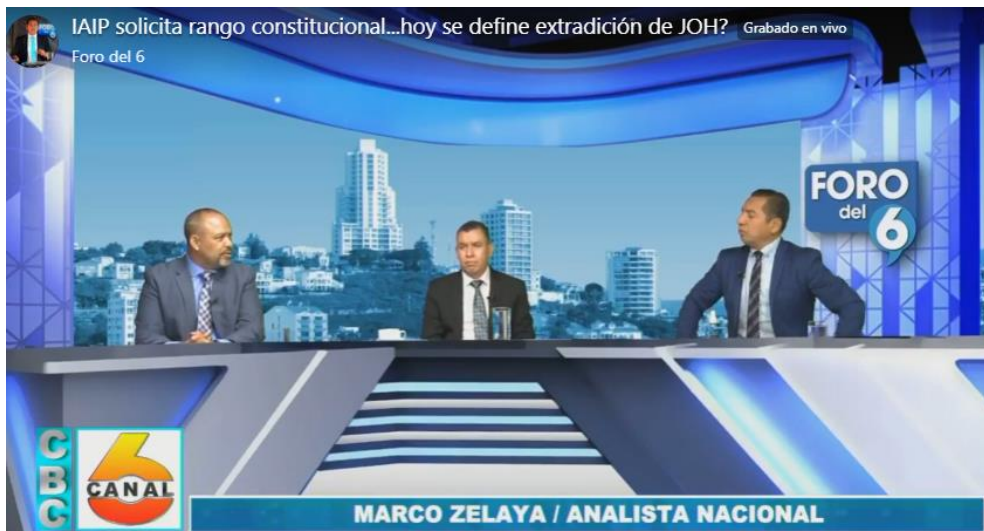 IAIP solicita rango constitucional...hoy se define extradición de JOH? Grabado en vivo
Foro del 6
FORO
del
6
CBC
6
CANAL
MARCO ZELAYA / ANALISTA NACIONAL